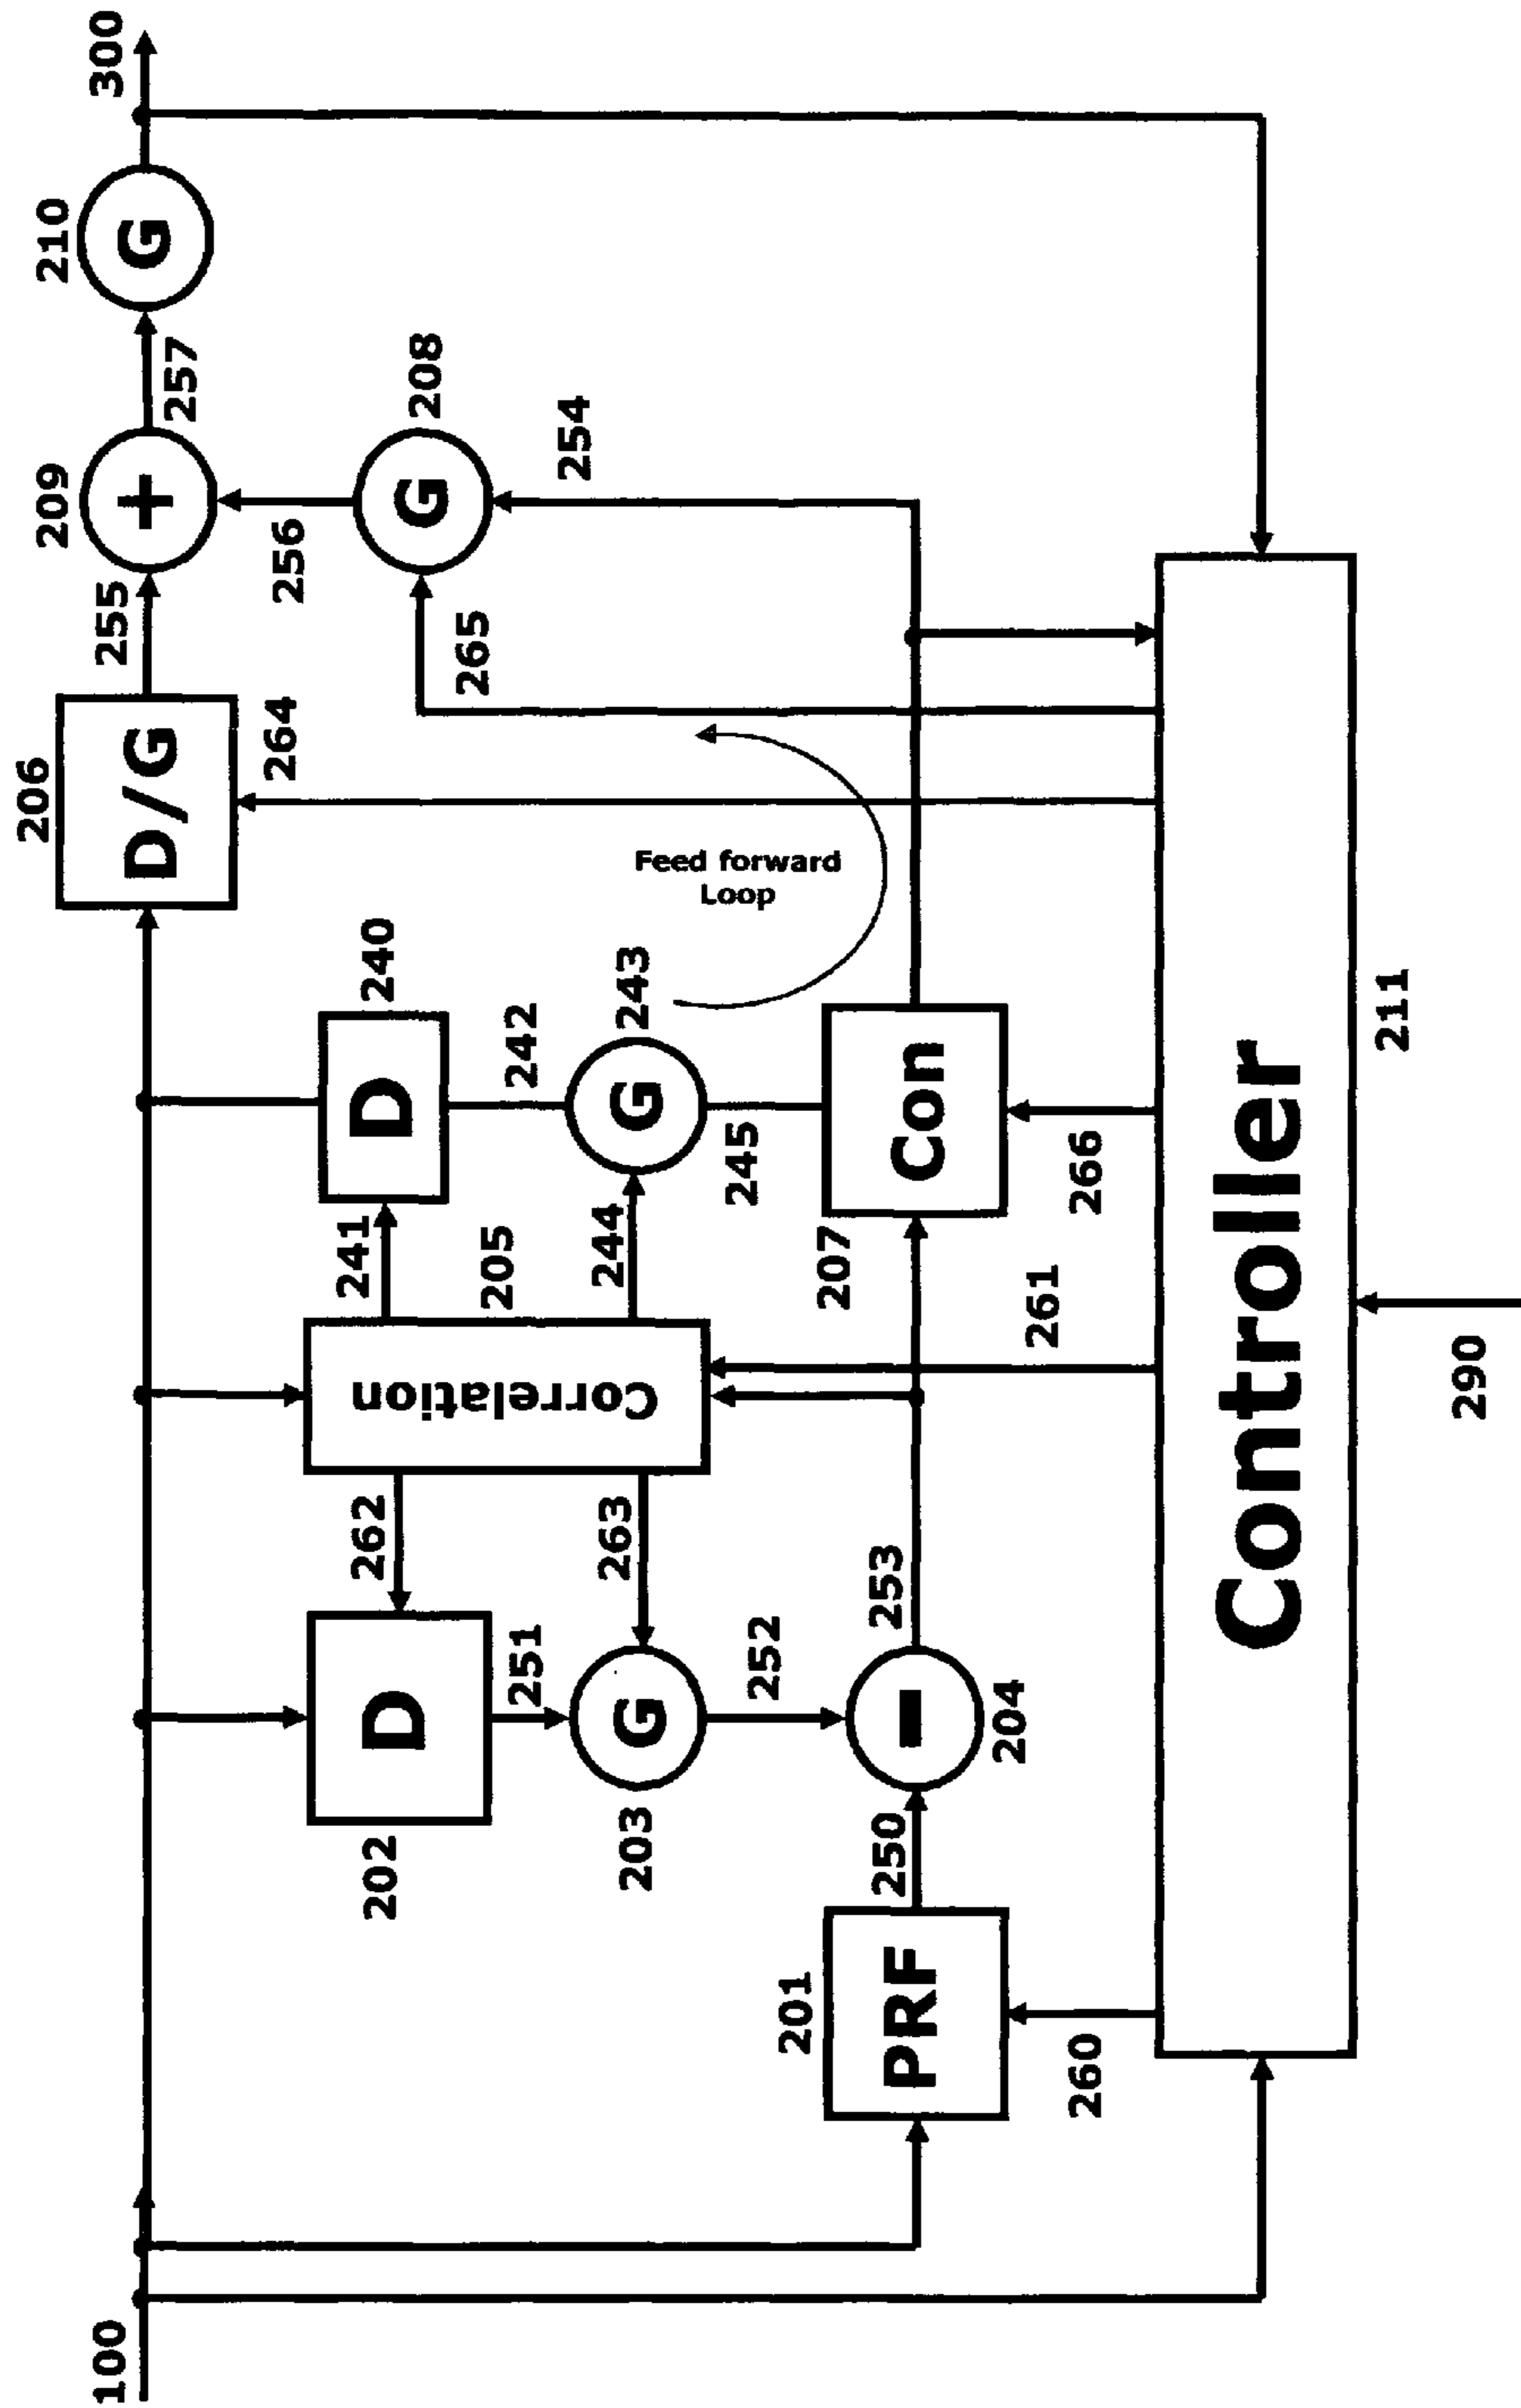 100
300
206
D/G
255
209
+
257
210
G
264
256
265
208
G
254
240
D
241
242
243
G
244
245
205
Correlation
262
263
202
D
251
203
G
252
Feed forward
Loop
201
PRF
250
204
253
207
Con
260
261
266
Controller
211
290